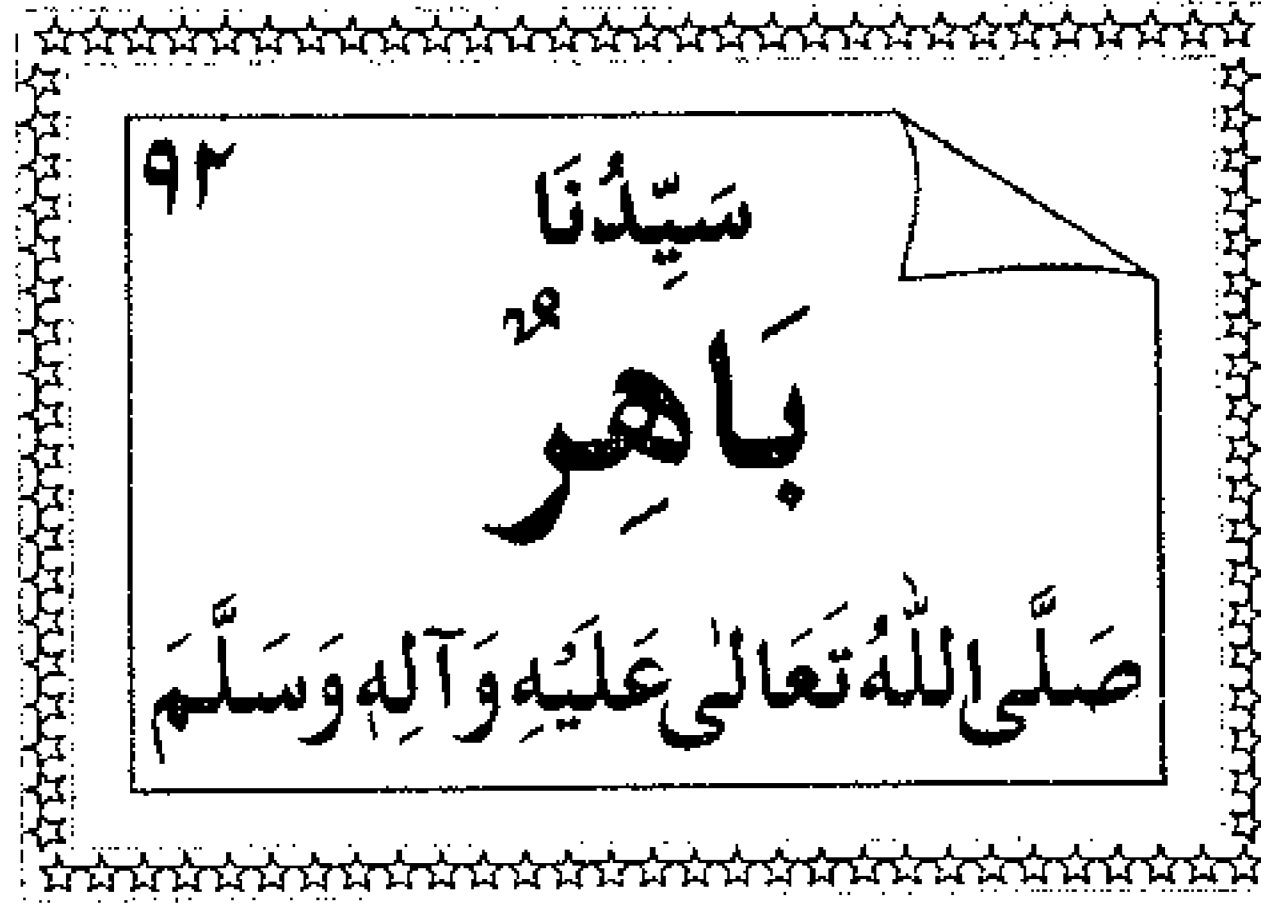 ٩٢
سَيِّدُنَا
بَاهِرٌ
صَلَّى اللّٰهُ تَعَالٰى عَلَيْهِ وَآلِهٖ وَسَلَّمَ